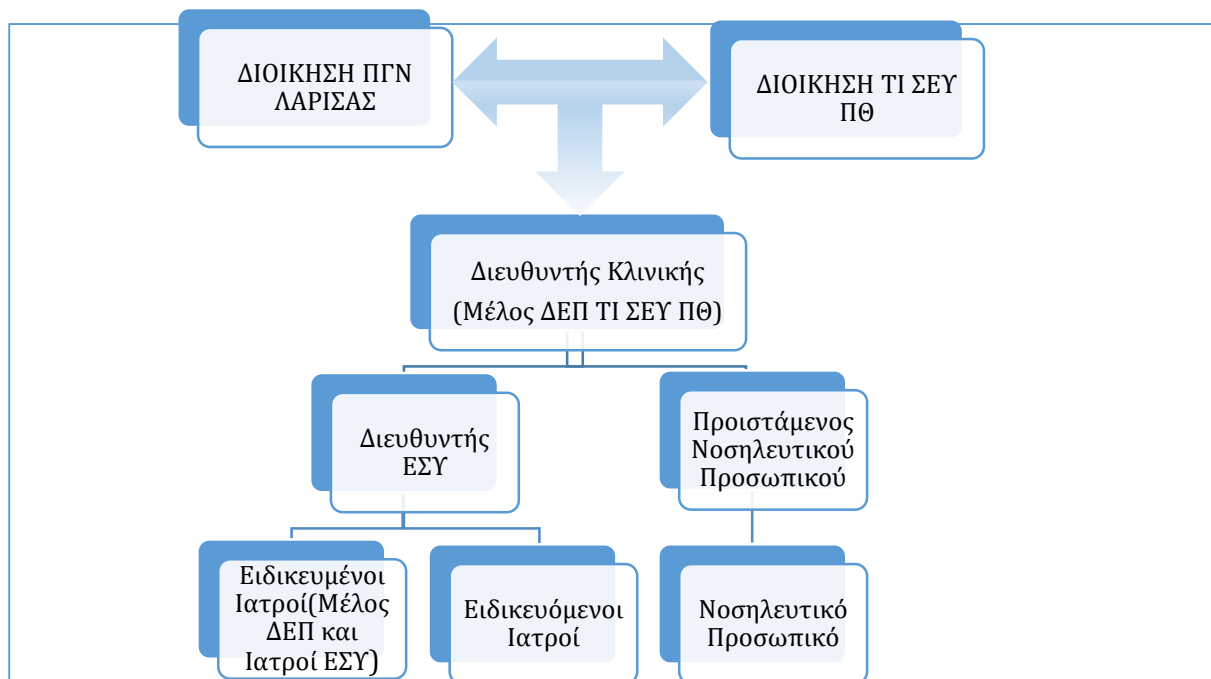 ΔΙΟΙΚΗΣΗ ΠΓΝ
ΛΑΡΙΣΑΣ
ΔΙΟΙΚΗΣΗ ΤΙ ΣΕΥ
ΠΘ
Διευθυντής Κλινικής
(Μέλος ΔΕΠ ΤΙ ΣΕΥ ΠΘ)
Διευθυντής
ΕΣΥ
Προιστάμενος
Νοσηλευτικού
Προσωπικού
Ειδικευμένοι
Ιατροί(Μέλος
ΔΕΠ και
Ιατροί ΕΣΥ)
Ειδικευόμενοι
Ιατροί
Νοσηλευτικό
Προσωπικό